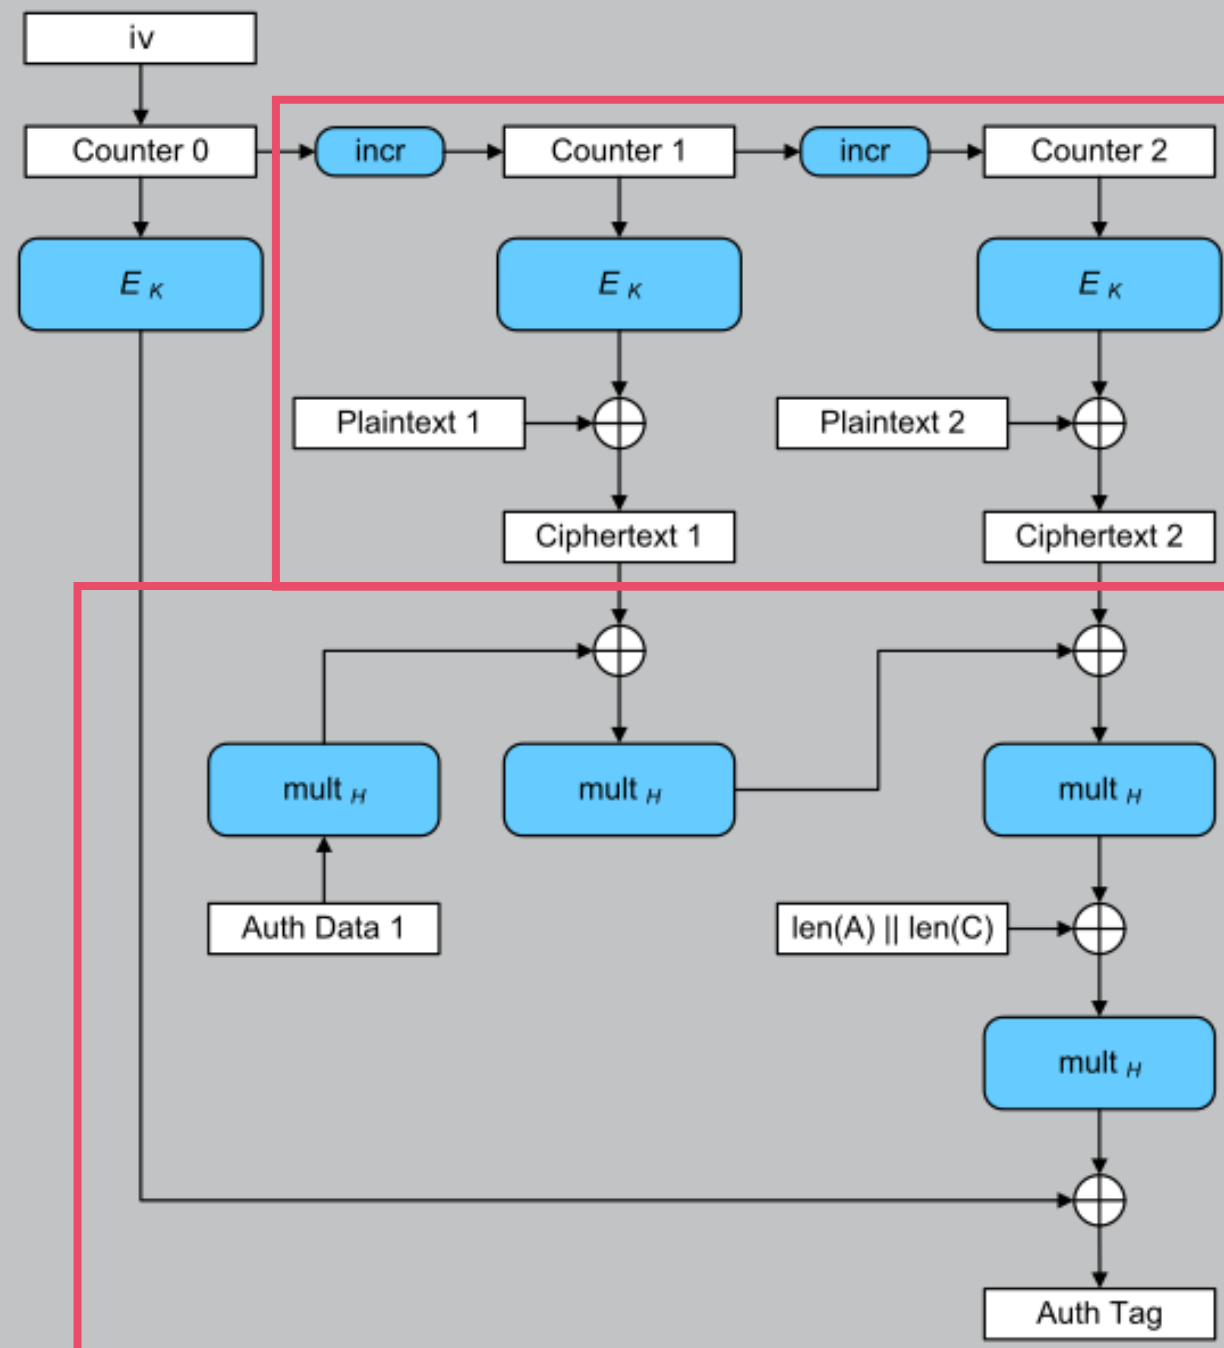 iv
Counter 0
incr
Counter 1
incr
Counter 2
E K
E K
E K
Plaintext 1
Plaintext 2
Ciphertext 1
Ciphertext 2
mult H
mult H
mult H
Auth Data 1
len(A) || len(C)
mult H
Auth Tag